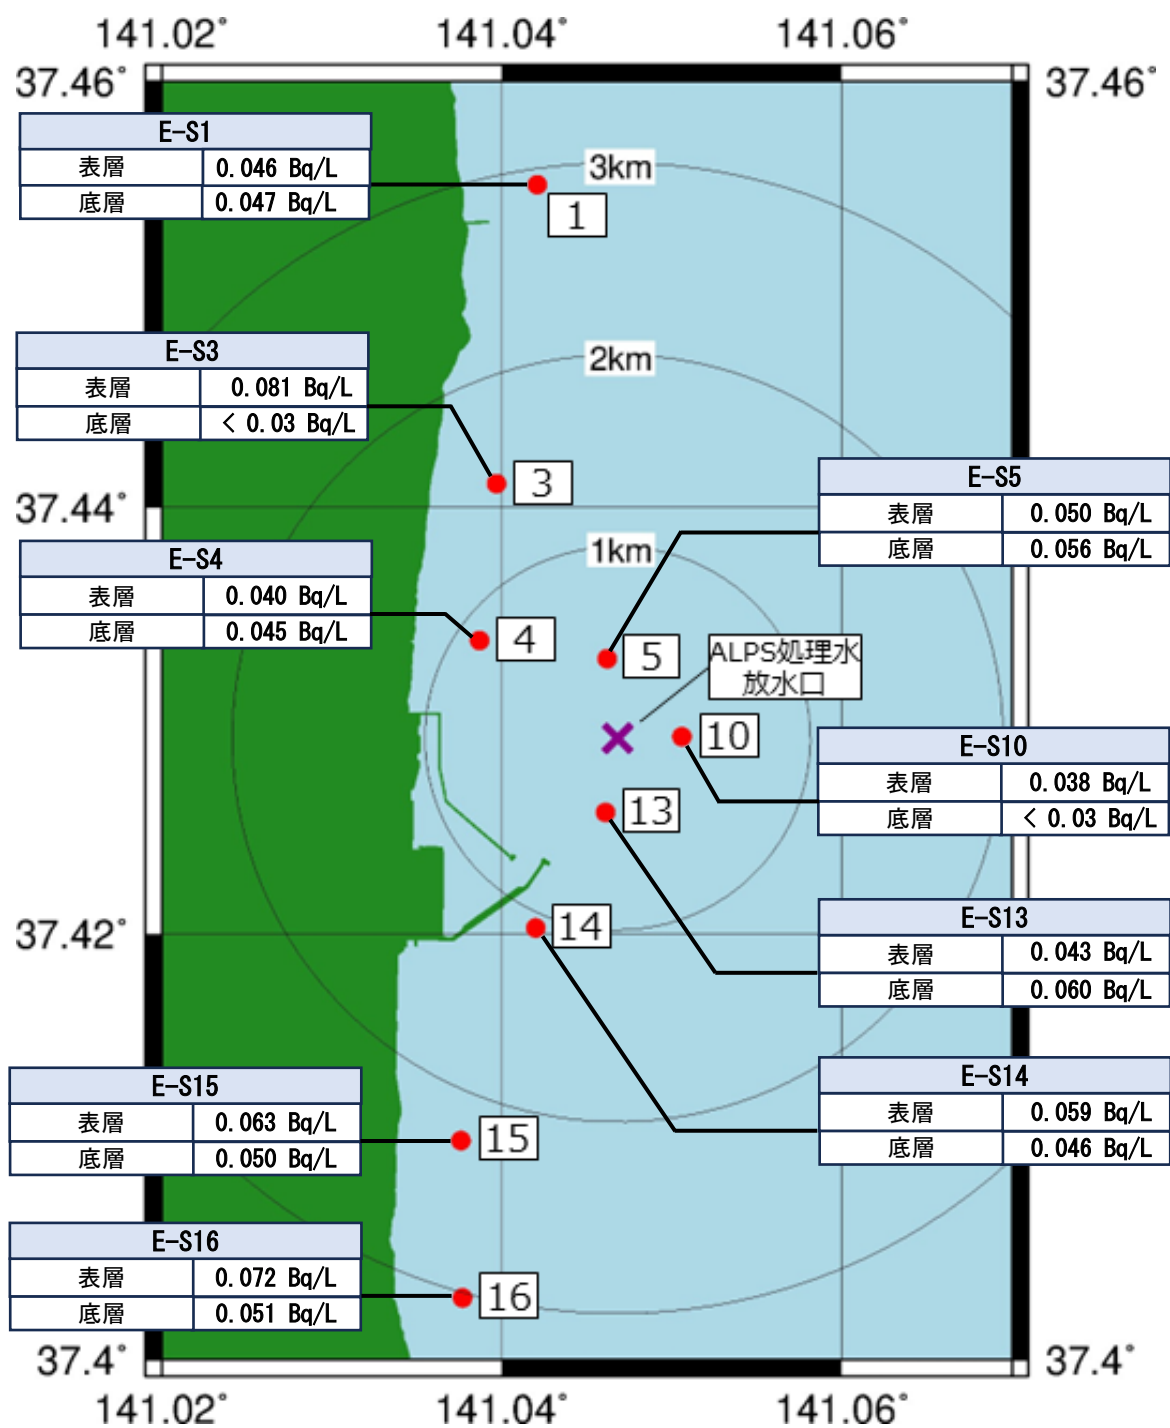 141.02° 141.04° 141.06°
37.46° 37.46°
E-S1
表層 0.046 Bq/L
底層 0.047 Bq/L
3km
1
E-S3
表層 0.081 Bq/L
底層 < 0.03 Bq/L
2km
3
37.44°
E-S5
表層 0.050 Bq/L
底層 0.056 Bq/L
E-S4
表層 0.040 Bq/L
底層 0.045 Bq/L
1km
4
5
ALPS処理水
放水口
10
E-S10
表層 0.038 Bq/L
底層 < 0.03 Bq/L
13
37.42°
14
E-S13
表層 0.043 Bq/L
底層 0.060 Bq/L
E-S14
表層 0.059 Bq/L
底層 0.046 Bq/L
E-S15
表層 0.063 Bq/L
底層 0.050 Bq/L
15
E-S16
表層 0.072 Bq/L
底層 0.051 Bq/L
16
37.4° 37.4°
141.02° 141.04° 141.06°